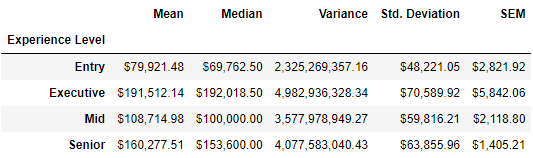 Mean Median Variance Std. Deviation SEM
Experience Level
Entry $79,921.48 $69,762.50 2,325,269,357.16 $48,221.05 $2,821.92
Executive $191,512.14 $192,018.50 4,982,936,328.34 $70,589.92 $5,842.06
Mid $108,714.98 $100,000.00 3,577,978,949.27 $59,816.21 $2,118.80
Senior $160,277.51 $153,600.00 4,077,583,040.43 $63,855.96 $1,405.21